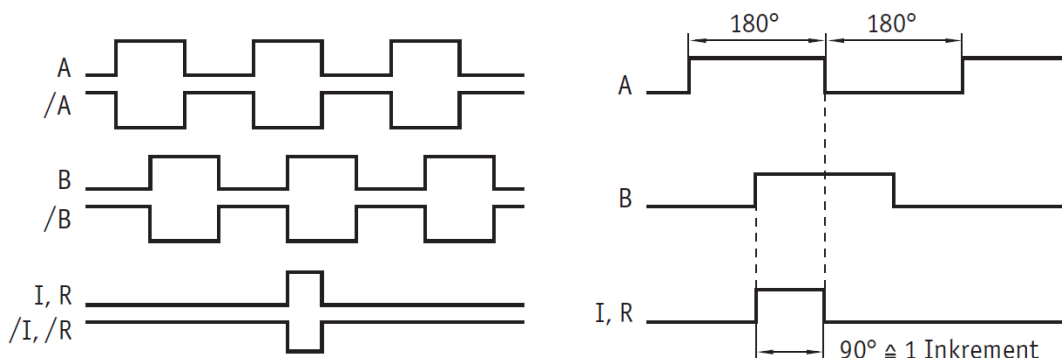 A
/A
B
/B
I, R
/I, /R
180° 180°
A
B
I, R
90° ≙ 1 Inkrement